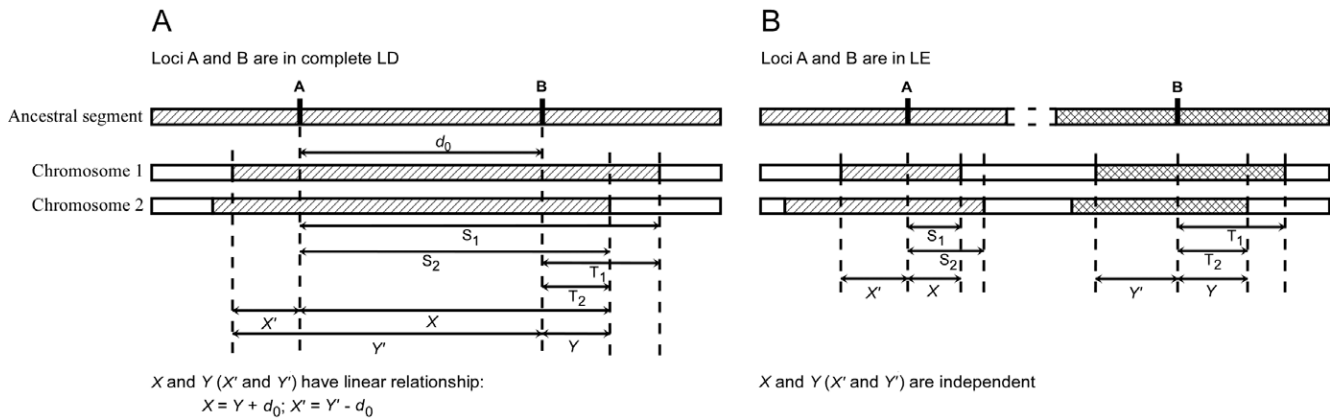 A
Loci A and B are in complete LD
A B
Ancestral segment
d₀
Chromosome 1
Chromosome 2
S₁
S₂
T₁
T₂
X′ X
Y′ Y
X and Y (X′ and Y′) have linear relationship:
X = Y + d₀; X′ = Y′ - d₀
B
Loci A and B are in LE
A B
S₁ T₁
S₂ T₂
X′ X Y′ Y
X and Y (X′ and Y′) are independent